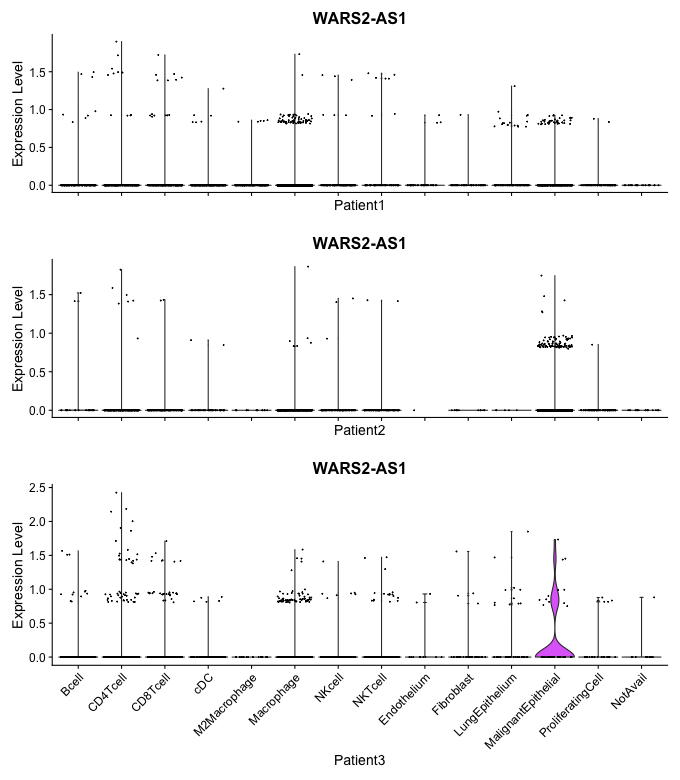 WARS2-AS1
Expression Level
1.5
1.0
0.5
0.0
Patient1
WARS2-AS1
Expression Level
1.5
1.0
0.5
0.0
Patient2
WARS2-AS1
Expression Level
2.5
2.0
1.5
1.0
0.5
0.0
Bcell
CD4Tcell
CD8Tcell
cDC
M2Macrophage
Macrophage
NKcell
NKTcell
Endothelium
Fibroblast
LungEpithelium
MalignantEpithelial
ProliferatingCell
NotAvail
Patient3